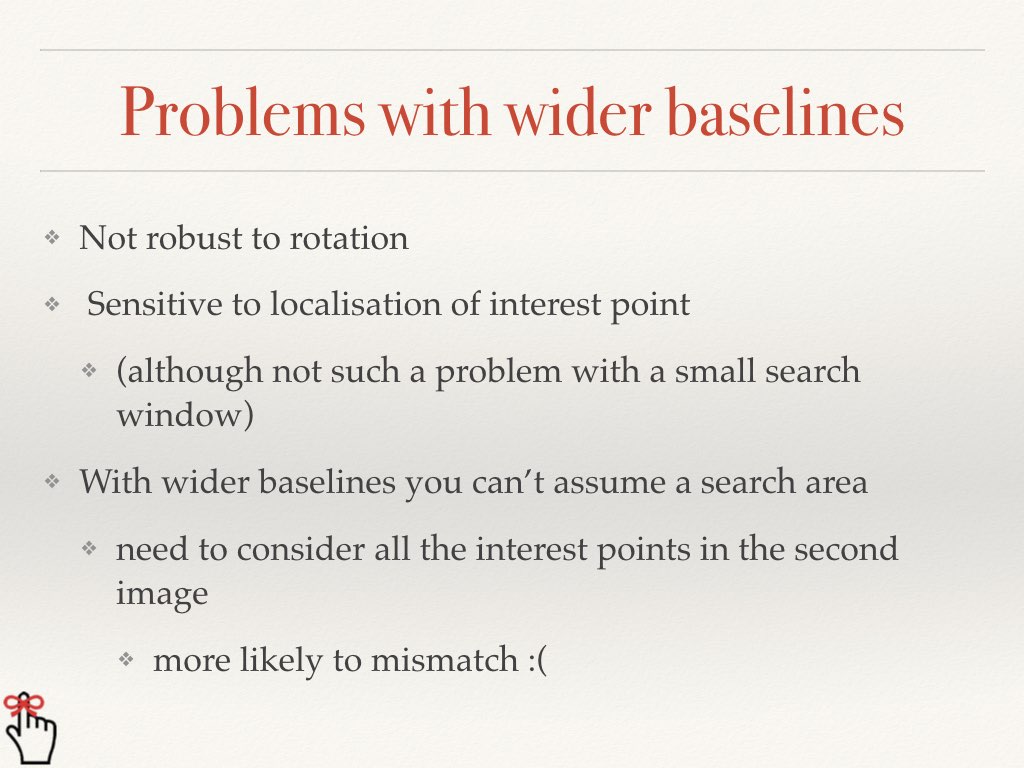 Problems with wider baselines
Not robust to rotation
Sensitive to localisation of interest point
(although not such a problem with a small search
window)
With wider baselines you can’t assume a search area
need to consider all the interest points in the second
image
more likely to mismatch :(